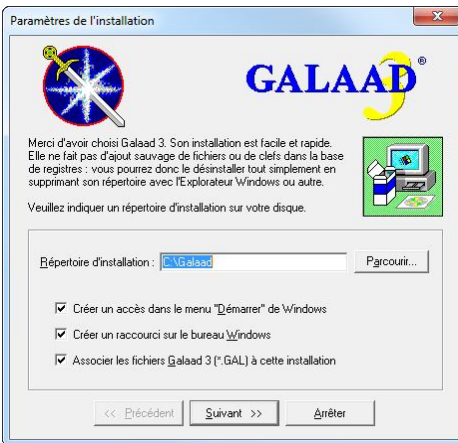 Paramètres de l'installation
GALAAD®
3
Merci d'avoir choisi Galaad 3. Son installation est facile et rapide.
Elle ne fait pas d'ajout sauvage de fichiers ou de clefs dans la base
de registres : vous pourrez donc le désinstaller tout simplement en
supprimant son répertoire avec l'Explorateur Windows ou autre.
Veuillez indiquer un répertoire d'installation sur votre disque.
Répertoire d'installation : C:\Galaad Parcourir...
Créer un accès dans le menu "Démarrer" de Windows
Créer un raccourci sur le bureau Windows
Associer les fichiers Galaad 3 (*.GAL) à cette installation
<< Précédent Suivant >> Arrêter